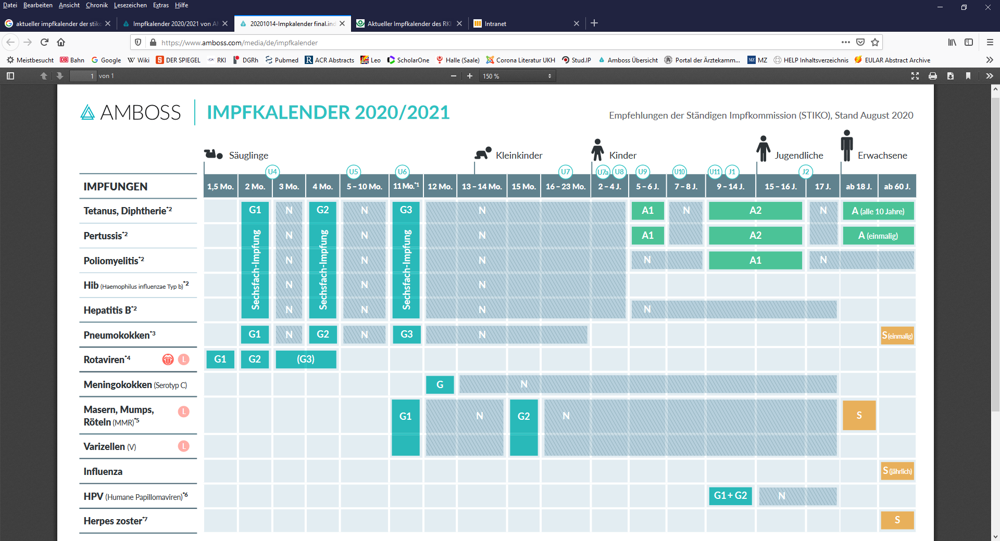 Datei Bearbeiten Ansicht Chronik Lesezeichen Extras Hilfe
aktueller impfkalender der stiko
Impfkalender 2020/2021 von
20201014-Impkalender final.ind
Aktueller Impfkalender des RKI
Intranet
https://www.amboss.com/media/de/impfkalender
Meistbesucht DB Bahn Google Wiki DER SPIEGEL RKI DGRh Pubmed ACR Abstracts Leo ScholarOne Halle (Saale) Corona Literatur UKH Stud.IP Amboss Übersicht Portal der Ärztekamm... MZ MZ HELP Inhaltsverzeichnis EULAR Abstract Archive
1 von 1 150 %
AMBOSS IMPFKALENDER 2020/2021
Empfehlungen der Ständigen Impfkommission (STIKO), Stand August 2020
Säuglinge Kleinkinder Kinder Jugendliche Erwachsene
U4 U5 U6 U7 U7a U8 U9 U10 U11 J1 J2
IMPFUNGEN 1,5 Mo. 2 Mo. 3 Mo. 4 Mo. 5 – 10 Mo. 11 Mo.*1 12 Mo. 13 – 14 Mo. 15 Mo. 16 – 23 Mo. 2 – 4 J. 5 – 6 J. 7 – 8 J. 9 – 14 J. 15 – 16 J. 17 J. ab 18 J. ab 60 J.
Tetanus, Diphtherie*2 G1 N G2 N G3 N A1 N A2 N A (alle 10 Jahre)
Sechsfach-Impfung Sechsfach-Impfung Sechsfach-Impfung
Pertussis*2 N N N A1 A2 A (einmalig)
Poliomyelitis*2 N N N N A1 N
Hib (Haemophilus influenzae Typ b)*2 N N N
Hepatitis B*2 N N N N
Pneumokokken*3 G1 N G2 N G3 N S (einmalig)
Rotaviren*4 L G1 G2 (G3)
Meningokokken (Serotyp C) G N
Masern, Mumps,
Röteln (MMR)*5 L G1 N G2 N S
Varizellen (V) L
Influenza S (jährlich)
HPV (Humane Papillomaviren)*6 G1 + G2 N
Herpes zoster*7 S